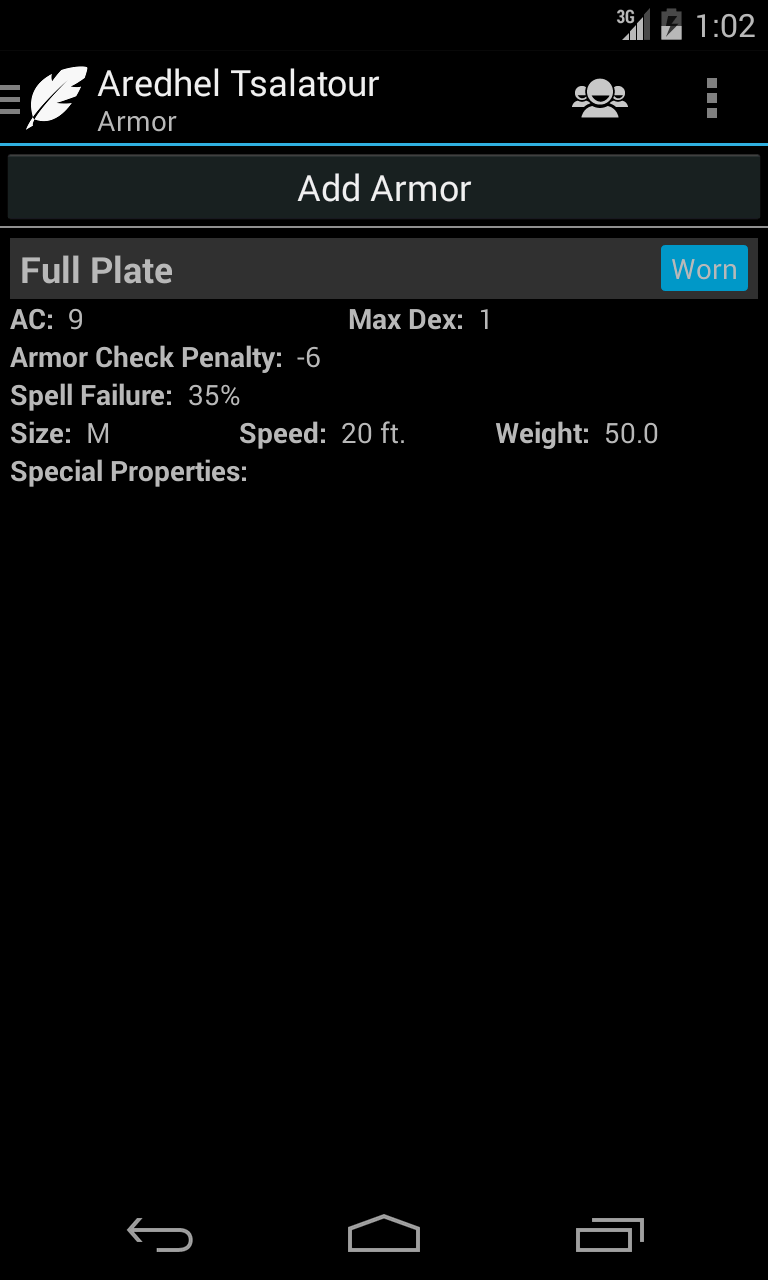 3G 1:02
Aredhel Tsalatour
Armor
Add Armor
Full Plate Worn
AC: 9 Max Dex: 1
Armor Check Penalty: -6
Spell Failure: 35%
Size: M Speed: 20 ft. Weight: 50.0
Special Properties: